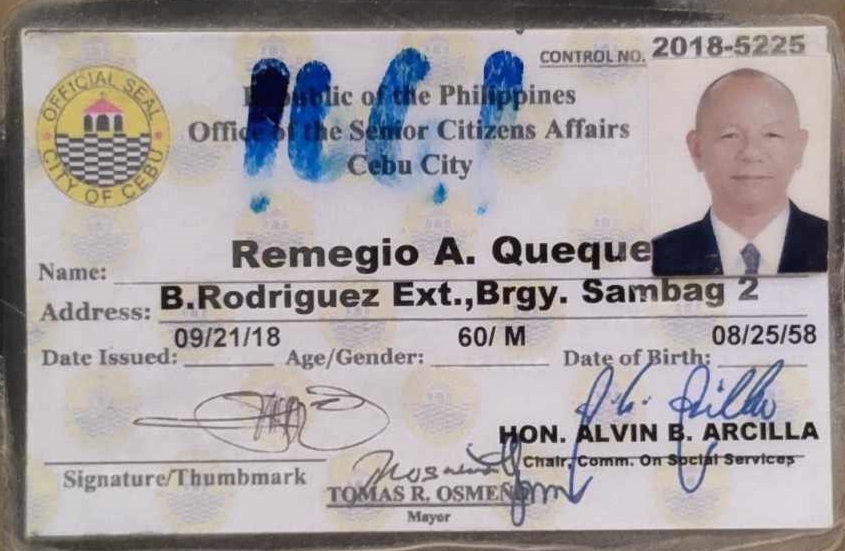 CONTROL NO. 2018-5225
OFFICIAL SEAL
CITY OF CEBU
Republic of the Philippines
Office of the Senior Citizens Affairs
Cebu City
Name: Remegio A. Queque
Address: B.Rodriguez Ext.,Brgy. Sambag 2
09/21/18 60/ M 08/25/58
Date Issued: Age/Gender: Date of Birth:
HON. ALVIN B. ARCILLA
Chair, Comm. On Social Services
Signature/Thumbmark
TOMAS R. OSMEÑA
Mayor